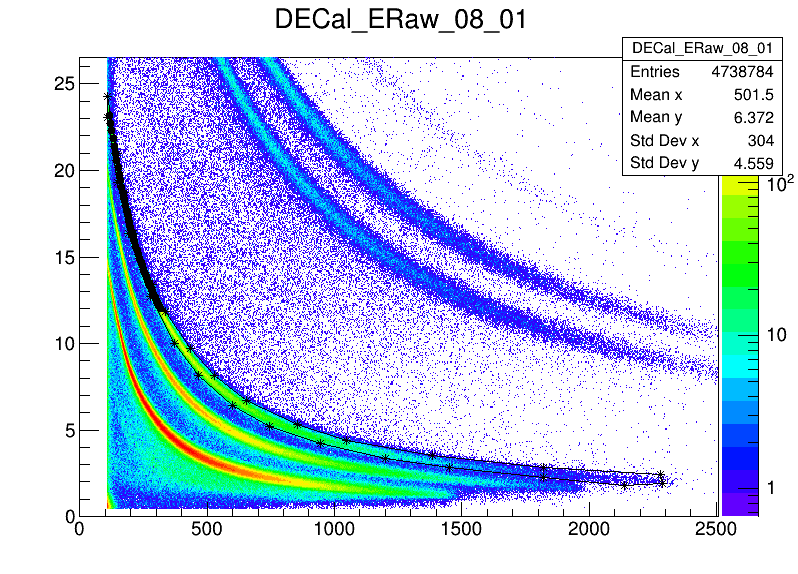 DECal_ERaw_08_01
DECal_ERaw_08_01
Entries 4738784
Mean x 501.5
Mean y 6.372
Std Dev x 304
Std Dev y 4.559
25
20
15
10
5
0
0 500 1000 1500 2000 2500
10²
10
1